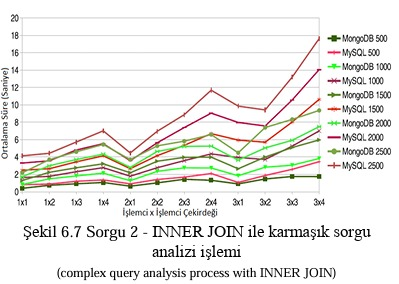 20
18
16
14
12
10
8
6
4
2
0
Ortalama Süre (Saniye)
1x1 1x2 1x3 1x4 2x1 2x2 2x3 2x4 3x1 3x2 3x3 3x4
İşlemci x İşlemci Çekirdeği
MongoDB 500
MySQL 500
MongoDB 1000
MySQL 1000
MongoDB 1500
MySQL 1500
MongoDB 2000
MySQL 2000
MongoDB 2500
MySQL 2500
Şekil 6.7 Sorgu 2 - INNER JOIN ile karmaşık sorgu
analizi işlemi
(complex query analysis process with INNER JOIN)